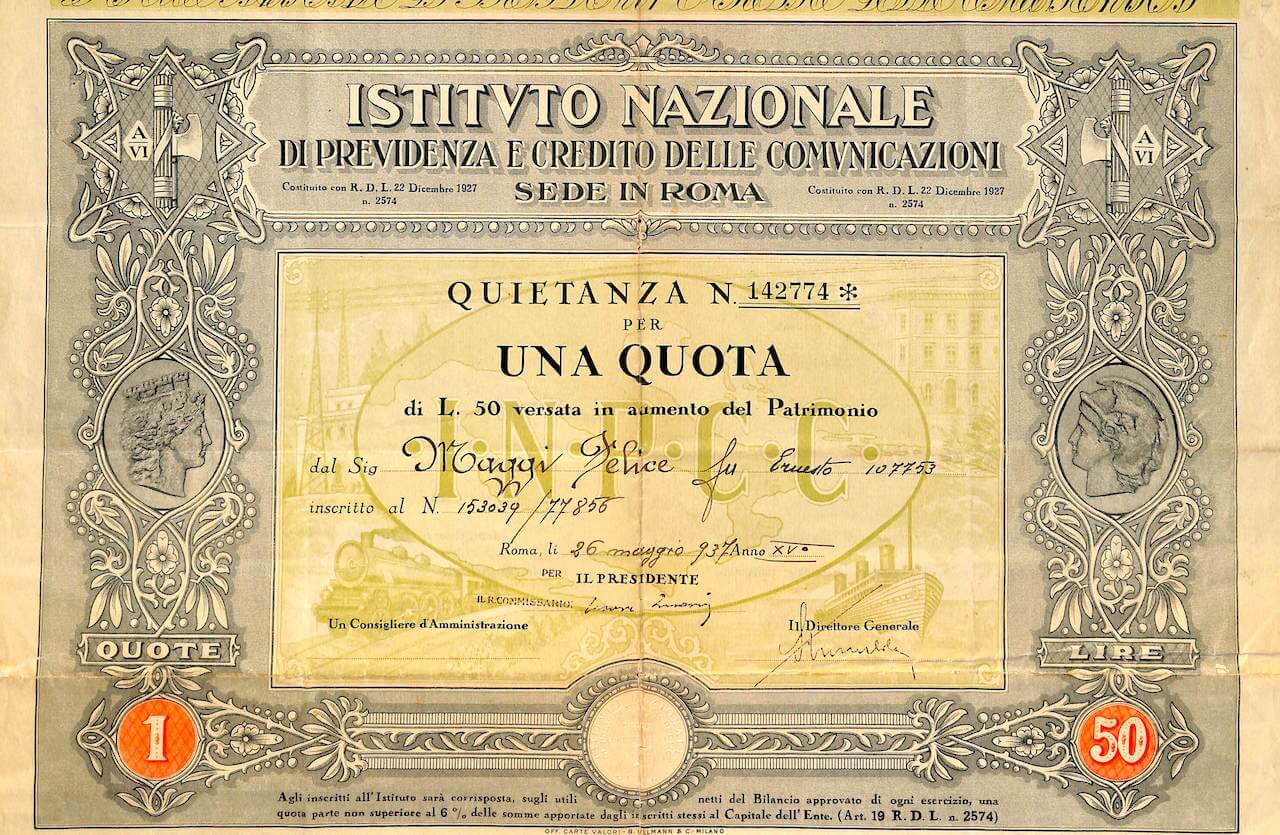 ISTITVTO NAZIONALE
DI PREVIDENZA E CREDITO DELLE COMVNICAZIONI
SEDE IN ROMA
Costituito con R. D. L. 22 Dicembre 1927
n. 2574
Costituito con R. D. L. 22 Dicembre 1927
n. 2574
A
VI
A
VI
QUIETANZA N. 142774 *
PER
UNA QUOTA
di L. 50 versata in aumento del Patrimonio
I·N·P·C·C·
dal Sig Maggi Felice fu Ernesto 107753
inscritto al N. 153039/77856
Roma, li 26 maggio 937 Anno XV°
PER IL PRESIDENTE
IL R. COMMISSARIO:
Un Consigliere d'Amministrazione
Il Direttore Generale
QUOTE
LIRE
1
50
Agli inscritti all'Istituto sarà corrisposta, sugli utili netti del Bilancio approvato di ogni esercizio, una
quota parte non superiore al 6 % delle somme apportate dagli inscritti stessi al Capitale dell'Ente. (Art. 19 R. D. L. n. 2574)
OFF. CARTE VALORI - B. ULLMANN & C. MILANO